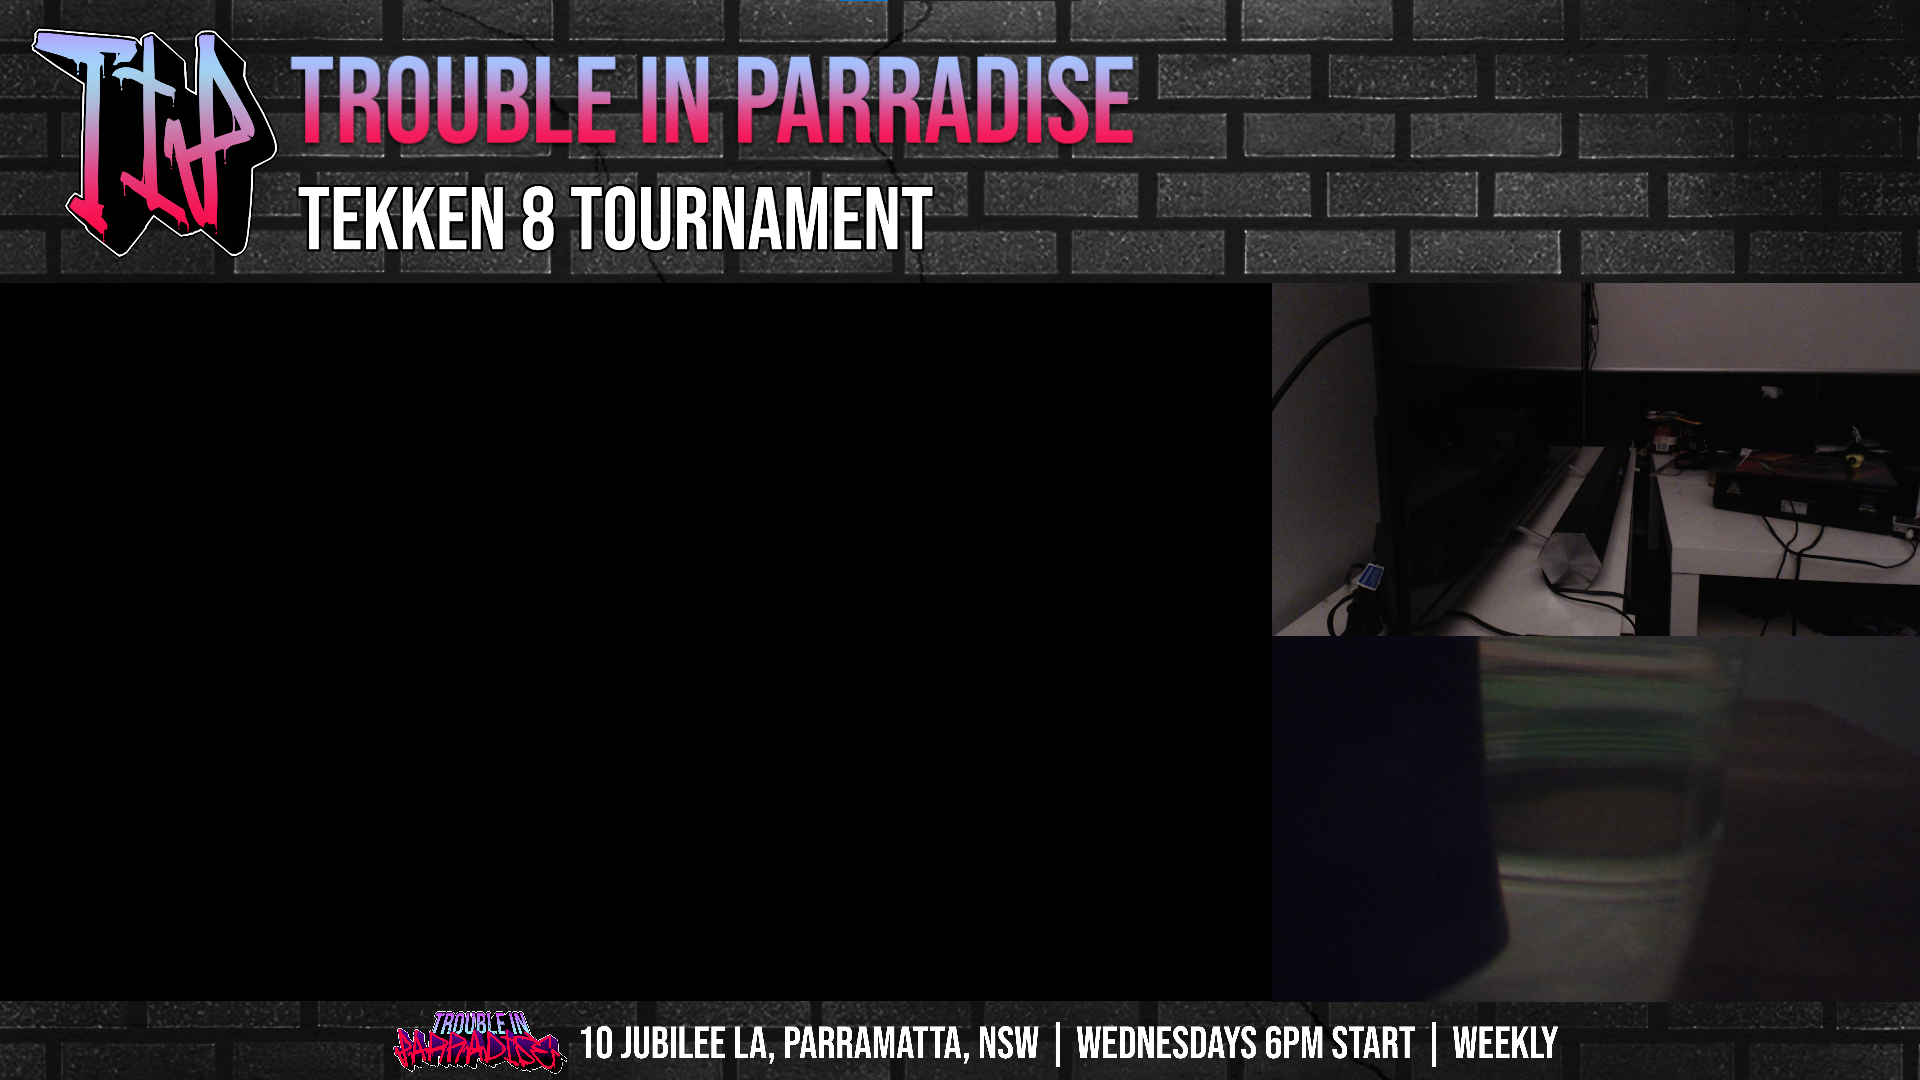 TIP
TROUBLE IN PARRADISE
TEKKEN 8 TOURNAMENT
TROUBLE IN
PARRADISE
10 JUBILEE LA, PARRAMATTA, NSW | WEDNESDAYS 6PM START | WEEKLY